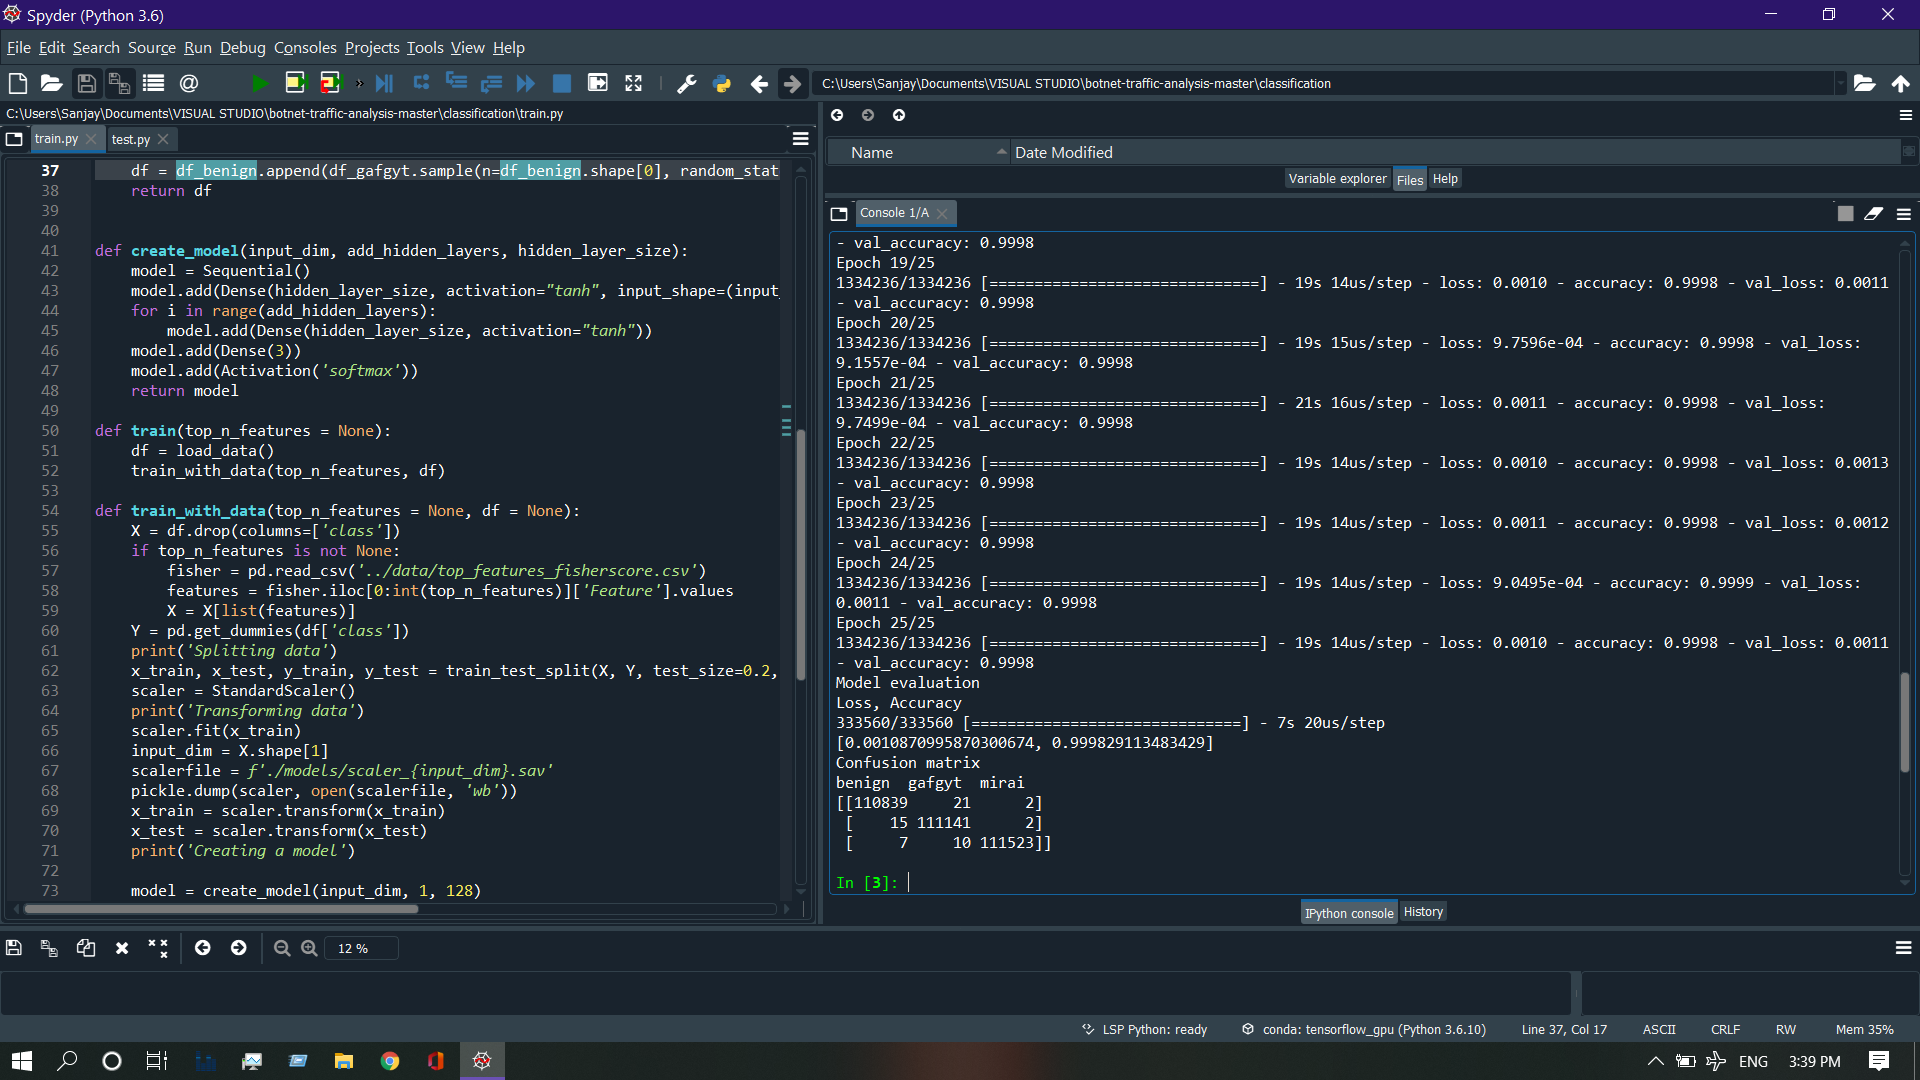 Spyder (Python 3.6)
File Edit Search Source Run Debug Consoles Projects Tools View Help
C:\Users\Sanjay\Documents\VISUAL STUDIO\botnet-traffic-analysis-master\classification
C:\Users\Sanjay\Documents\VISUAL STUDIO\botnet-traffic-analysis-master\classification\train.py
train.py test.py
37 df = df_benign.append(df_gafgyt.sample(n=df_benign.shape[0], random_stat
38 return df
39
40
41 def create_model(input_dim, add_hidden_layers, hidden_layer_size):
42 model = Sequential()
43 model.add(Dense(hidden_layer_size, activation="tanh", input_shape=(input_
44 for i in range(add_hidden_layers):
45 model.add(Dense(hidden_layer_size, activation="tanh"))
46 model.add(Dense(3))
47 model.add(Activation('softmax'))
48 return model
49
50 def train(top_n_features = None):
51 df = load_data()
52 train_with_data(top_n_features, df)
53
54 def train_with_data(top_n_features = None, df = None):
55 X = df.drop(columns=['class'])
56 if top_n_features is not None:
57 fisher = pd.read_csv('../data/top_features_fisherscore.csv')
58 features = fisher.iloc[0:int(top_n_features)]['Feature'].values
59 X = X[list(features)]
60 Y = pd.get_dummies(df['class'])
61 print('Splitting data')
62 x_train, x_test, y_train, y_test = train_test_split(X, Y, test_size=0.2,
63 scaler = StandardScaler()
64 print('Transforming data')
65 scaler.fit(x_train)
66 input_dim = X.shape[1]
67 scalerfile = f'./models/scaler_{input_dim}.sav'
68 pickle.dump(scaler, open(scalerfile, 'wb'))
69 x_train = scaler.transform(x_train)
70 x_test = scaler.transform(x_test)
71 print('Creating a model')
72
73 model = create_model(input_dim, 1, 128)
Name Date Modified
Variable explorer Files Help
Console 1/A
- val_accuracy: 0.9998
Epoch 19/25
1334236/1334236 [==============================] - 19s 14us/step - loss: 0.0010 - accuracy: 0.9998 - val_loss: 0.0011
- val_accuracy: 0.9998
Epoch 20/25
1334236/1334236 [==============================] - 19s 15us/step - loss: 9.7596e-04 - accuracy: 0.9998 - val_loss:
9.1557e-04 - val_accuracy: 0.9998
Epoch 21/25
1334236/1334236 [==============================] - 21s 16us/step - loss: 0.0011 - accuracy: 0.9998 - val_loss:
9.7499e-04 - val_accuracy: 0.9998
Epoch 22/25
1334236/1334236 [==============================] - 19s 14us/step - loss: 0.0010 - accuracy: 0.9998 - val_loss: 0.0013
- val_accuracy: 0.9998
Epoch 23/25
1334236/1334236 [==============================] - 19s 14us/step - loss: 0.0011 - accuracy: 0.9998 - val_loss: 0.0012
- val_accuracy: 0.9998
Epoch 24/25
1334236/1334236 [==============================] - 19s 14us/step - loss: 9.0495e-04 - accuracy: 0.9999 - val_loss:
0.0011 - val_accuracy: 0.9998
Epoch 25/25
1334236/1334236 [==============================] - 19s 14us/step - loss: 0.0010 - accuracy: 0.9998 - val_loss: 0.0011
- val_accuracy: 0.9998
Model evaluation
Loss, Accuracy
333560/333560 [==============================] - 7s 20us/step
[0.0010870995870300674, 0.999829113483429]
Confusion matrix
benign gafgyt mirai
[[110839 21 2]
[ 15 111141 2]
[ 7 10 111523]]
In [3]:
IPython console History
12 %
LSP Python: ready conda: tensorflow_gpu (Python 3.6.10) Line 37, Col 17 ASCII CRLF RW Mem 35%
ENG 3:39 PM